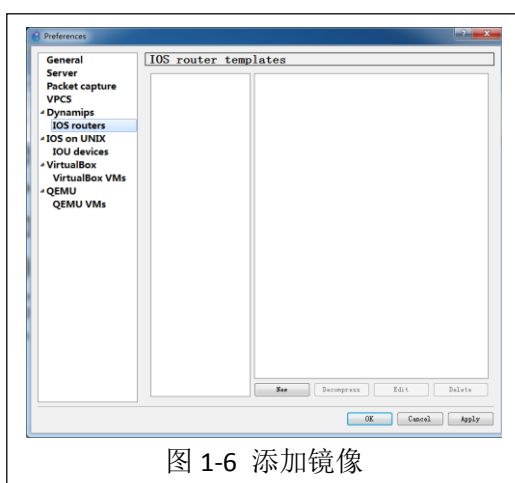 Preferences
General
Server
Packet capture
VPCS
Dynamips
IOS routers
IOS on UNIX
IOU devices
VirtualBox
VirtualBox VMs
QEMU
QEMU VMs
IOS router templates
New
Decompress
Edit
Delete
OK
Cancel
Apply
图 1-6 添加镜像